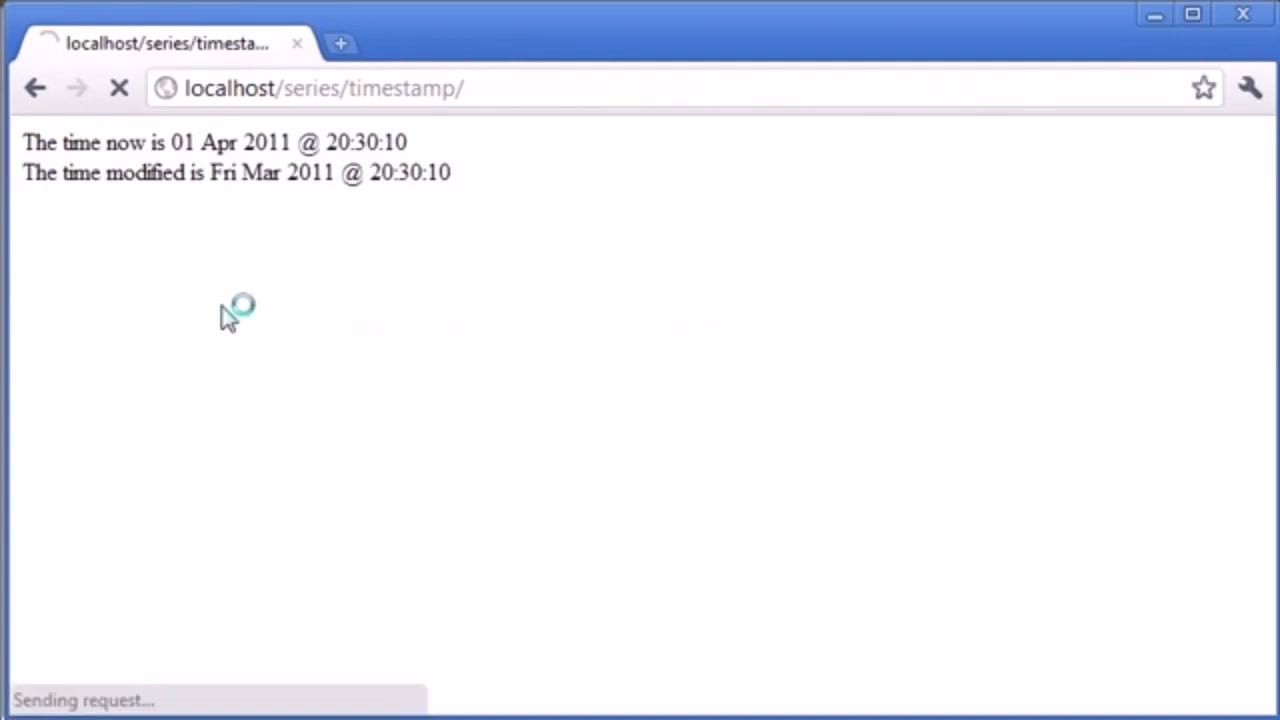 localhost/series/timesta...
localhost/series/timestamp/
The time now is 01 Apr 2011 @ 20:30:10
The time modified is Fri Mar 2011 @ 20:30:10
Sending request...